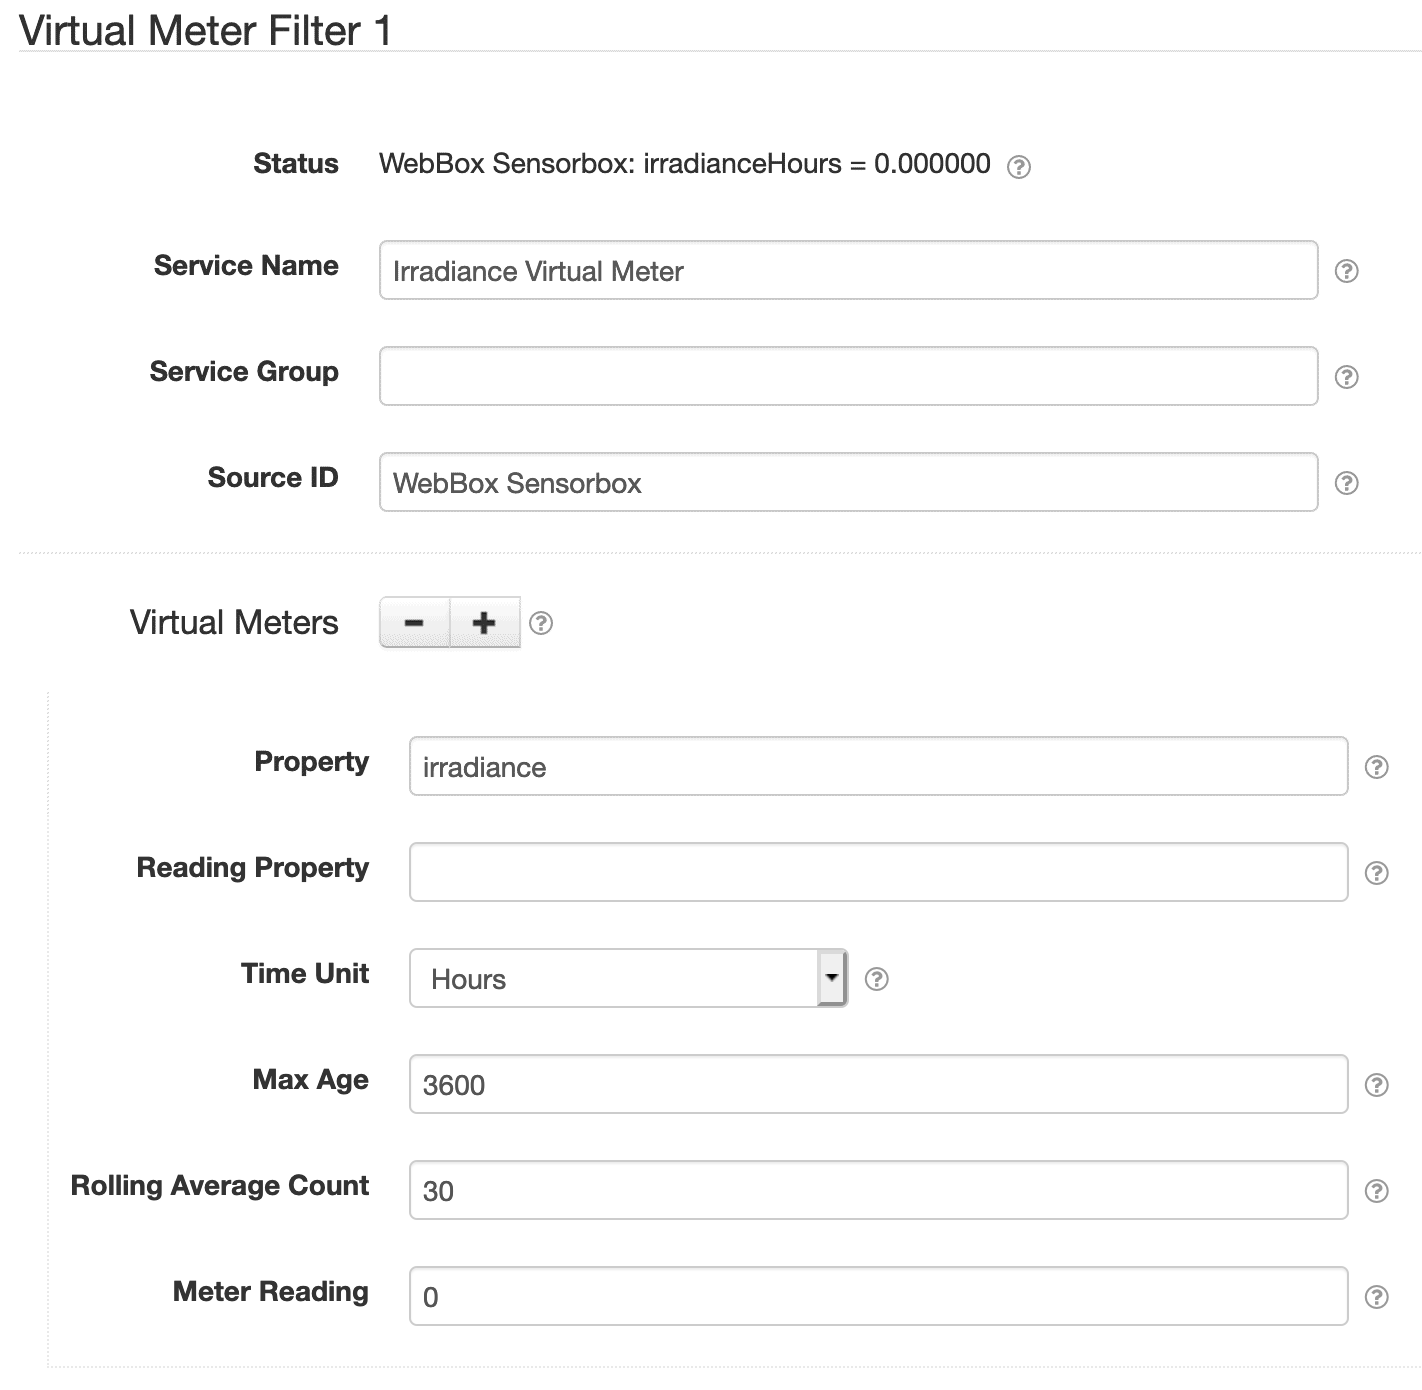 Virtual Meter Filter 1
Status WebBox Sensorbox: irradianceHours = 0.000000 ?
Service Name Irradiance Virtual Meter ?
Service Group ?
Source ID WebBox Sensorbox ?
Virtual Meters - + ?
Property irradiance ?
Reading Property ?
Time Unit Hours ?
Max Age 3600 ?
Rolling Average Count 30 ?
Meter Reading 0 ?